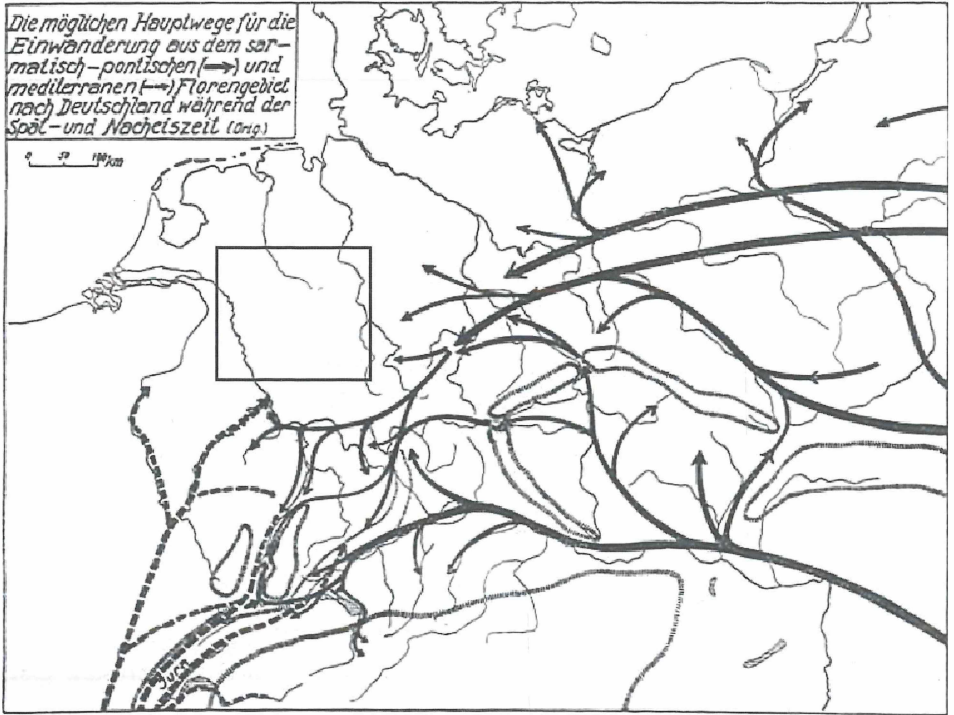 Die möglichen Hauptwege für die
Einwanderung aus dem sar-
matisch-pontischen (→) und
mediterranen (⇢) Florengebiet
nach Deutschland während der
Spät- und Nacheiszeit (Orig.)
0 50 100 km
Jura